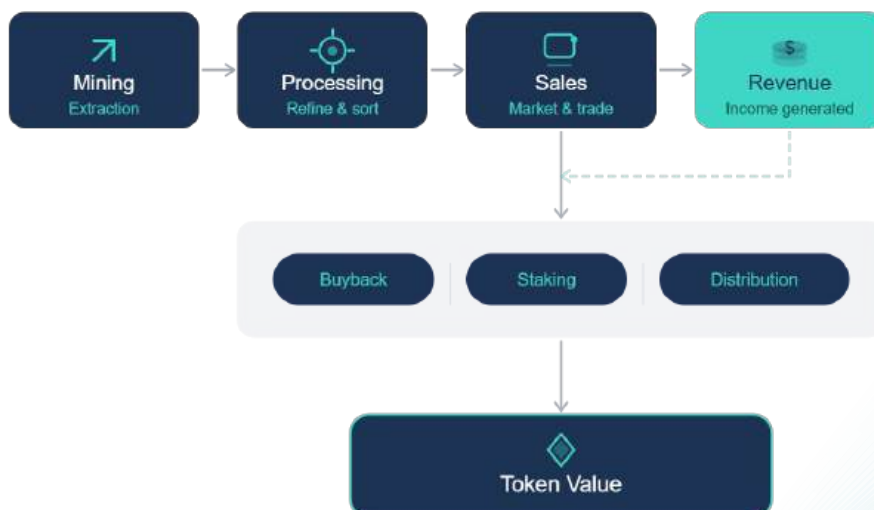 Mining
Extraction
Processing
Refine & sort
Sales
Market & trade
$
Revenue
Income generated
Buyback
Staking
Distribution
Token Value